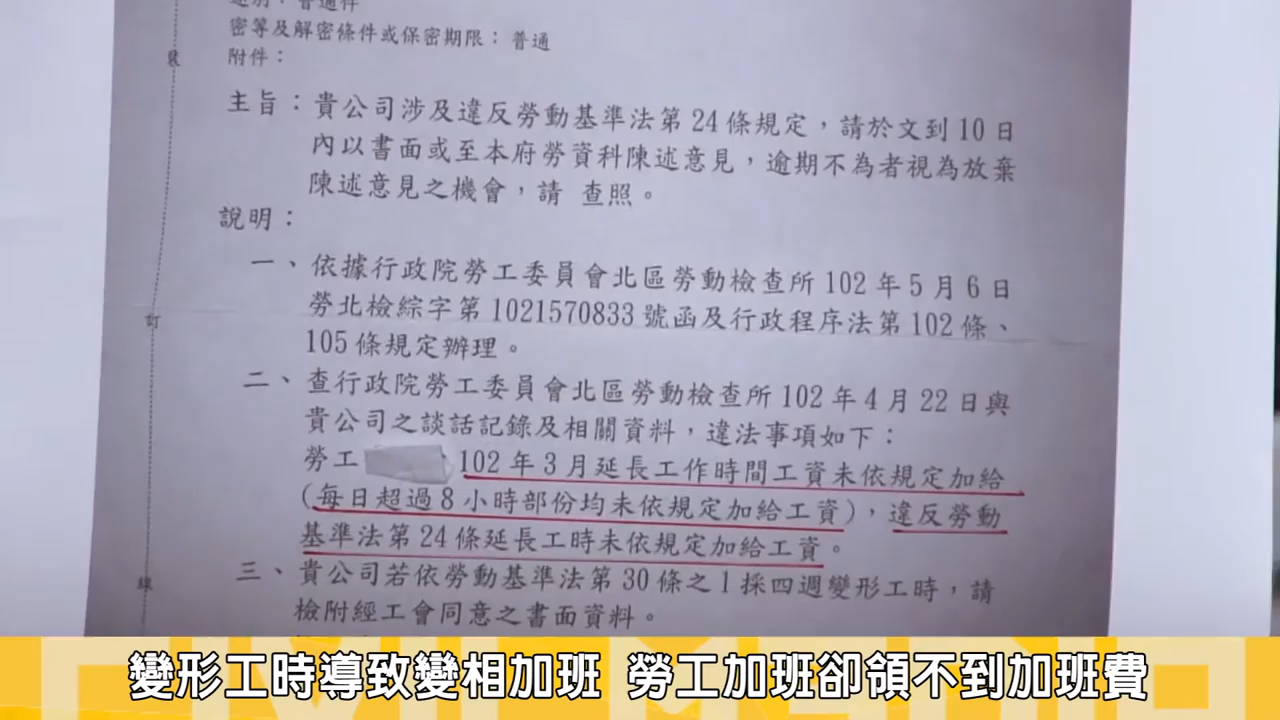 速別：普通件
密等及解密條件或保密期限：普通
附件：
主旨：貴公司涉及違反勞動基準法第24條規定，請於文到10日
內以書面或至本府勞資科陳述意見，逾期不為者視為放棄
陳述意見之機會，請 查照。
說明：
一、依據行政院勞工委員會北區勞動檢查所102年5月6日
勞北檢綜字第1021570833號函及行政程序法第102條、
105條規定辦理。
二、查行政院勞工委員會北區勞動檢查所102年4月22日與
貴公司之談話記錄及相關資料，違法事項如下：
勞工 102年3月延長工作時間工資未依規定加給
(每日超過8小時部份均未依規定加給工資)，違反勞動
基準法第24條延長工時未依規定加給工資。
三、貴公司若依勞動基準法第30條之1採四週變形工時，請
檢附經工會同意之書面資料。
裝
訂
線
變形工時導致變相加班 勞工加班卻領不到加班費